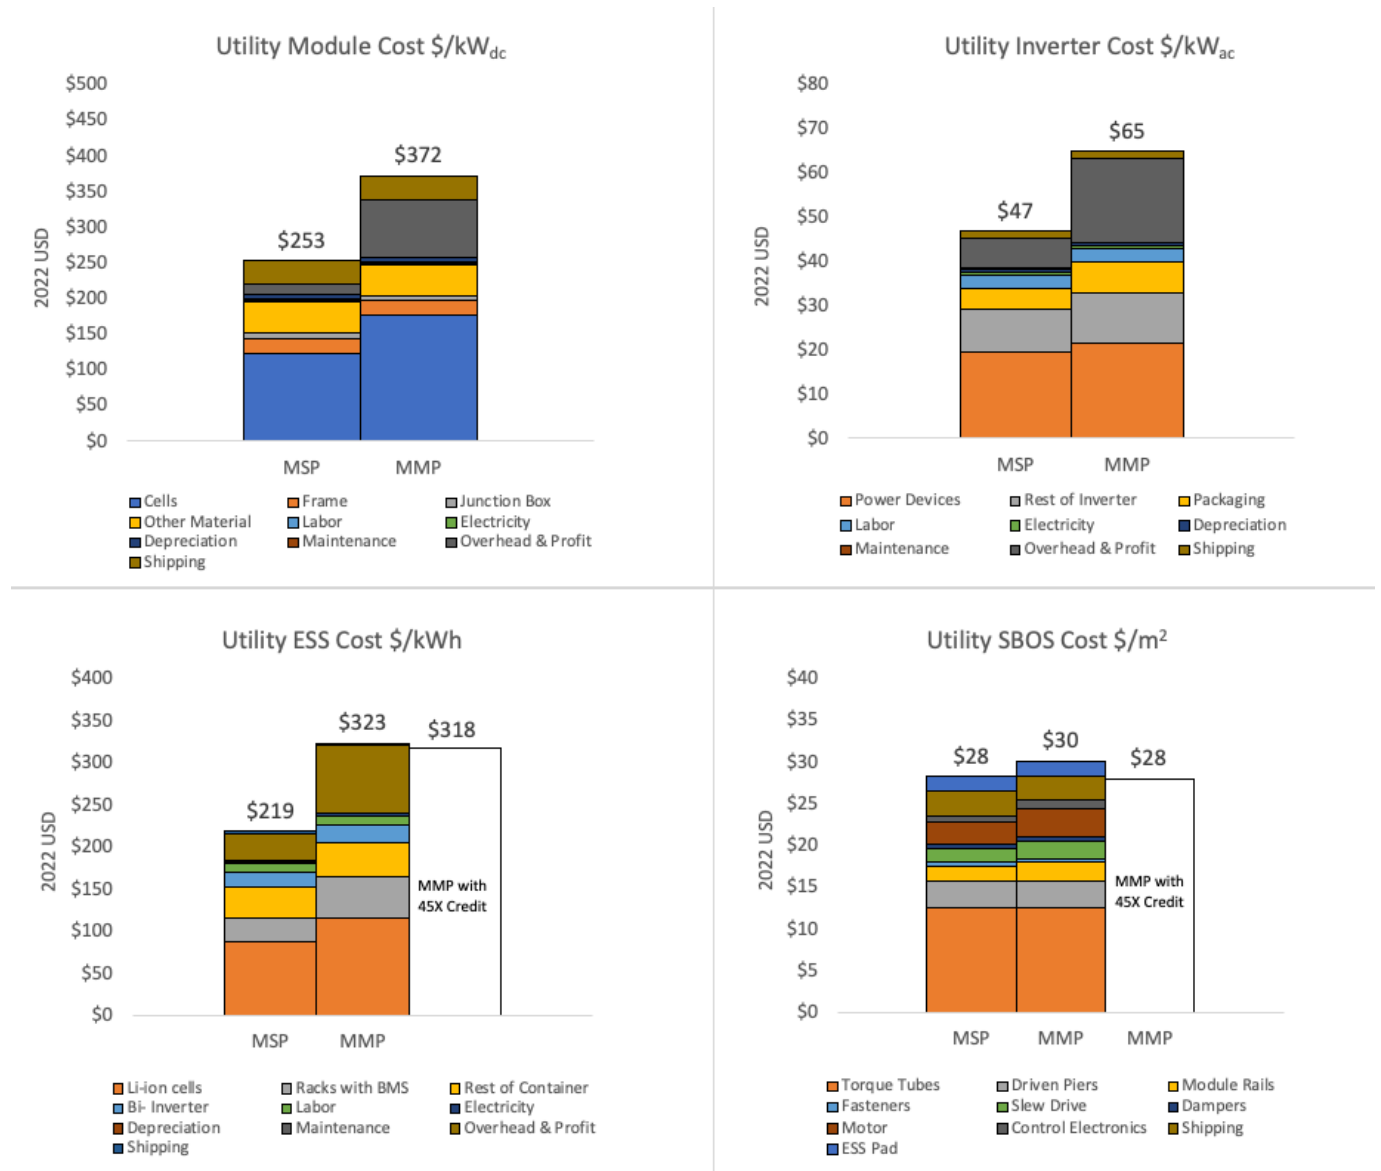 Utility Module Cost $/kWdc
$500
$450
$400
$350
$300
$250
$200
$150
$100
$50
$0
2022 USD
$253
$372
MSP MMP
Cells Frame Junction Box
Other Material Labor Electricity
Depreciation Maintenance Overhead & Profit
Shipping
Utility Inverter Cost $/kWac
$80
$70
$60
$50
$40
$30
$20
$10
$0
2022 USD
$47
$65
MSP MMP
Power Devices Rest of Inverter Packaging
Labor Electricity Depreciation
Maintenance Overhead & Profit Shipping
Utility ESS Cost $/kWh
$400
$350
$300
$250
$200
$150
$100
$50
$0
2022 USD
$219
$323
$318
MMP with
45X Credit
MSP MMP
Li-ion cells Racks with BMS Rest of Container
Bi- Inverter Labor Electricity
Depreciation Maintenance Overhead & Profit
Shipping
Utility SBOS Cost $/m²
$40
$35
$30
$25
$20
$15
$10
$5
$0
2022 USD
$28
$30
$28
MMP with
45X Credit
MSP MMP MMP
Torque Tubes Driven Piers Module Rails
Fasteners Slew Drive Dampers
Motor Control Electronics Shipping
ESS Pad